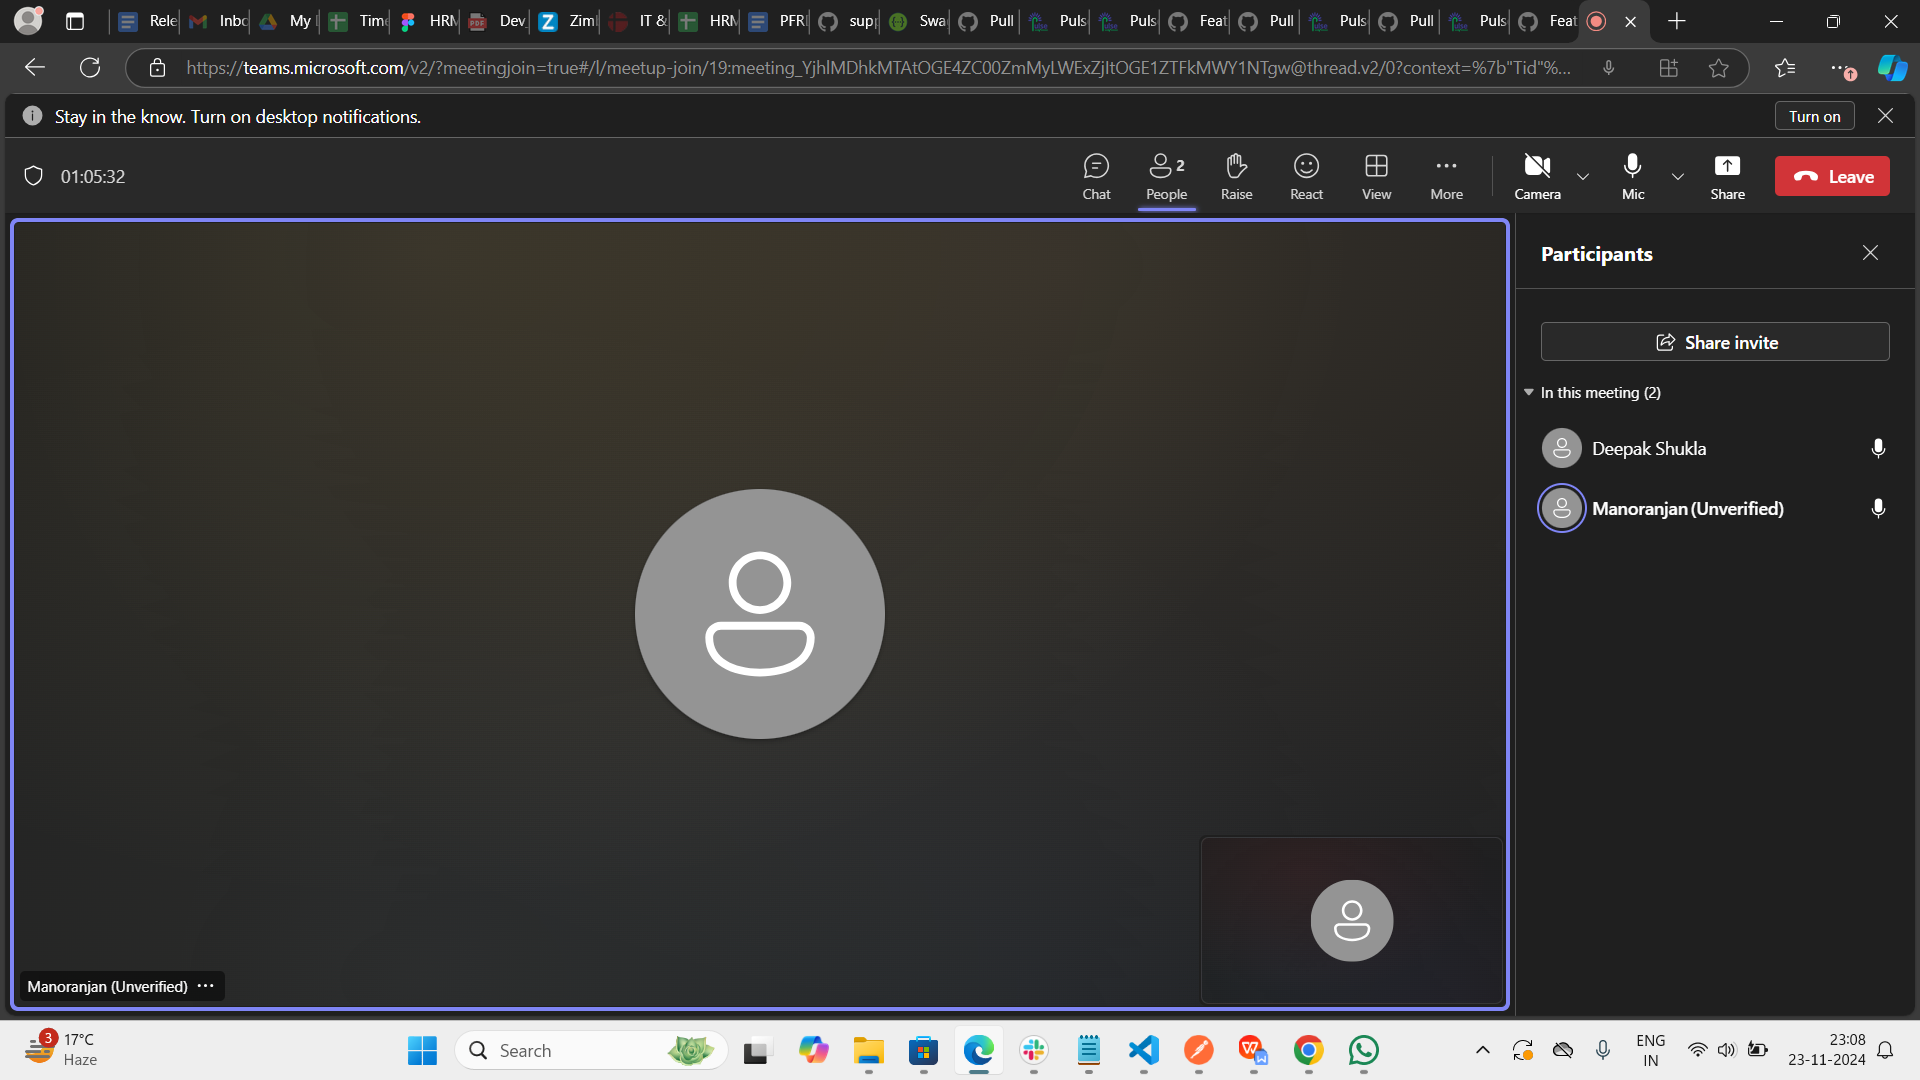 Rele Inbo My Time HRM Dev Zim IT & HRM PFR supp Swa Pull Puls Puls Feat Pull Puls Pull Puls Feat
https://teams.microsoft.com/v2/?meetingjoin=true#/l/meetup-join/19:meeting_YjhlMDhkMTAtOGE4ZC00ZmMyLWExZjItOGE1ZTFkMWY1NTgw@thread.v2/0?context=%7b"Tid"%...
Stay in the know. Turn on desktop notifications. Turn on
01:05:32
2
Chat People Raise React View More Camera Mic Share Leave
Participants
Share invite
In this meeting (2)
Deepak Shukla
Manoranjan (Unverified)
Manoranjan (Unverified) ...
3 17°C
Haze
Search
ENG
IN
23:08
23-11-2024